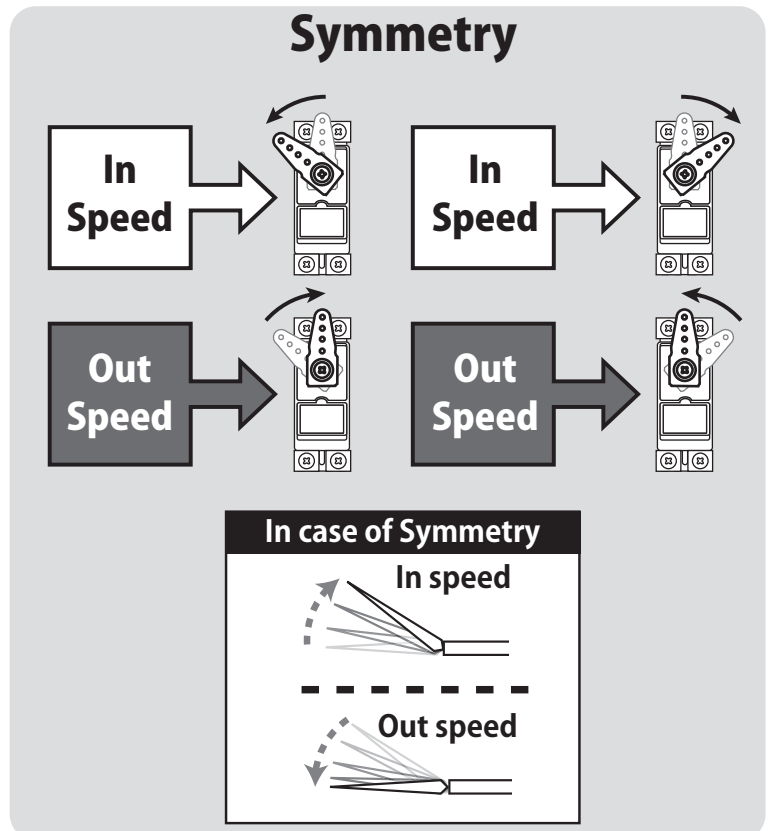 Symmetry
In
Speed
In
Speed
Out
Speed
Out
Speed
In case of Symmetry
In speed
Out speed